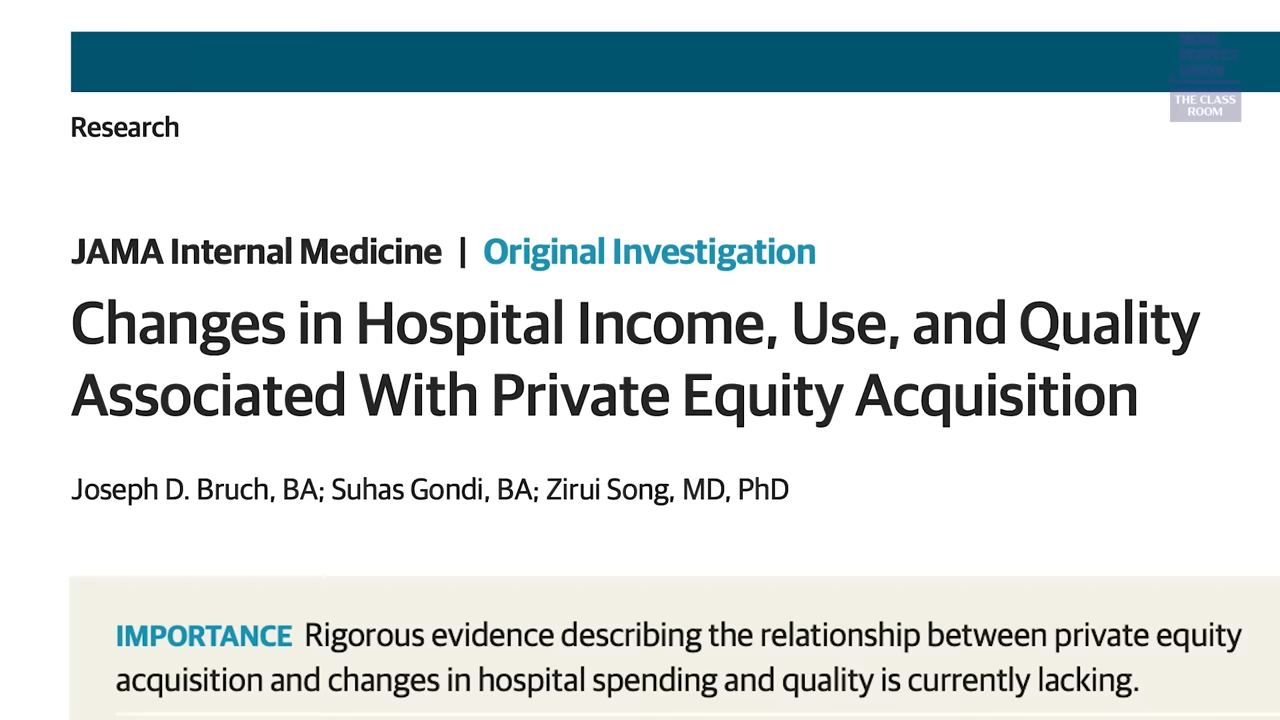 THE CLASS
ROOM
Research
JAMA Internal Medicine | Original Investigation
Changes in Hospital Income, Use, and Quality
Associated With Private Equity Acquisition
Joseph D. Bruch, BA; Suhas Gondi, BA; Zirui Song, MD, PhD
IMPORTANCE Rigorous evidence describing the relationship between private equity
acquisition and changes in hospital spending and quality is currently lacking.